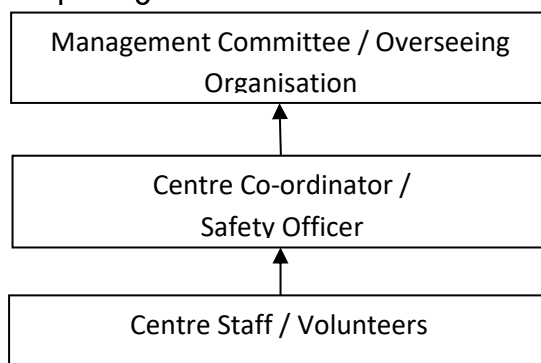 Management Committee / Overseeing
Organisation
Centre Co-ordinator /
Safety Officer
Centre Staff / Volunteers